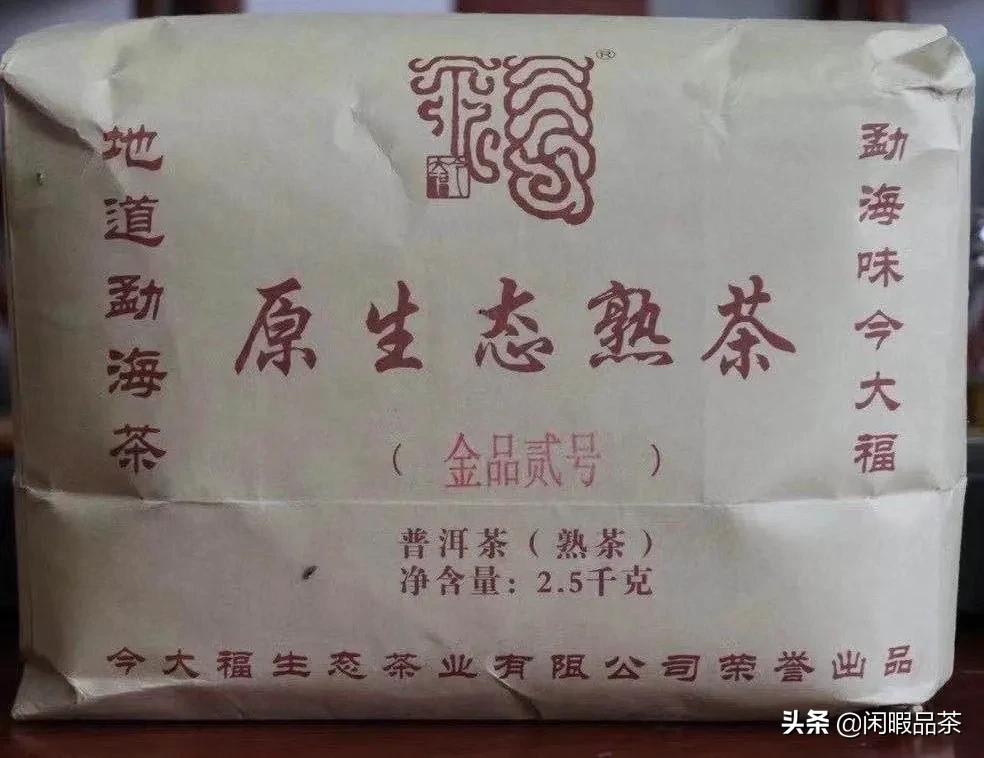 ®
地道勐海茶
勐海味今大福
原生态熟茶
（金品贰号）
普洱茶（熟茶）
净含量：2.5千克
今大福生态茶业有限公司荣誉出品
头条 @闲暇品茶